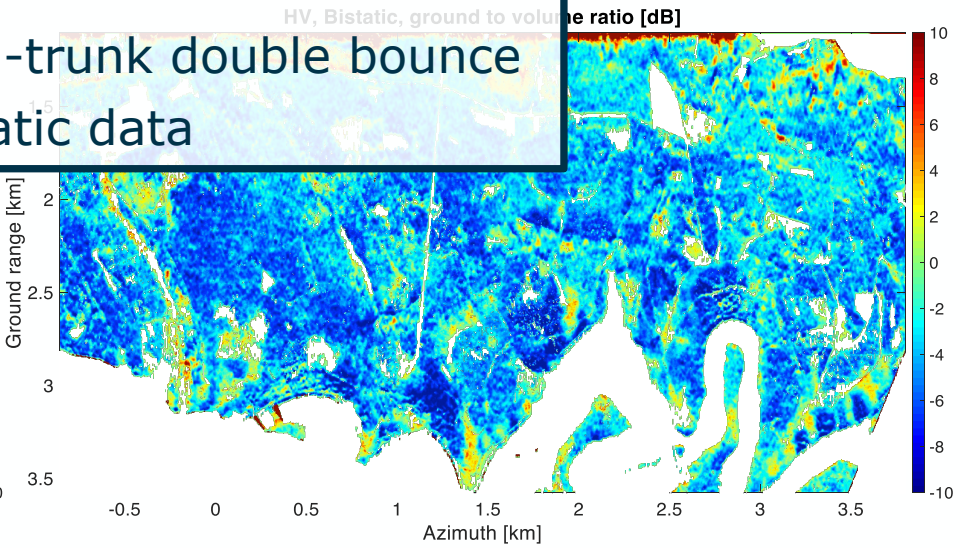 HV, Bistatic, ground to volume ratio [dB]
-trunk double bounce
atic data
Ground range [km]
1.5
2
2.5
3
3.5
-0.5 0 0.5 1 1.5 2 2.5 3 3.5
Azimuth [km]
10
8
6
4
2
0
-2
-4
-6
-8
-10